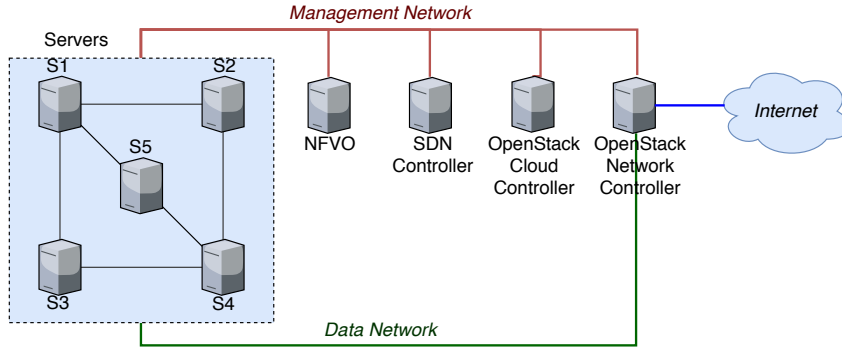 Management Network
Servers
S1
S2
S5
S3
S4
NFVO
SDN
Controller
OpenStack
Cloud
Controller
OpenStack
Network
Controller
Internet
Data Network